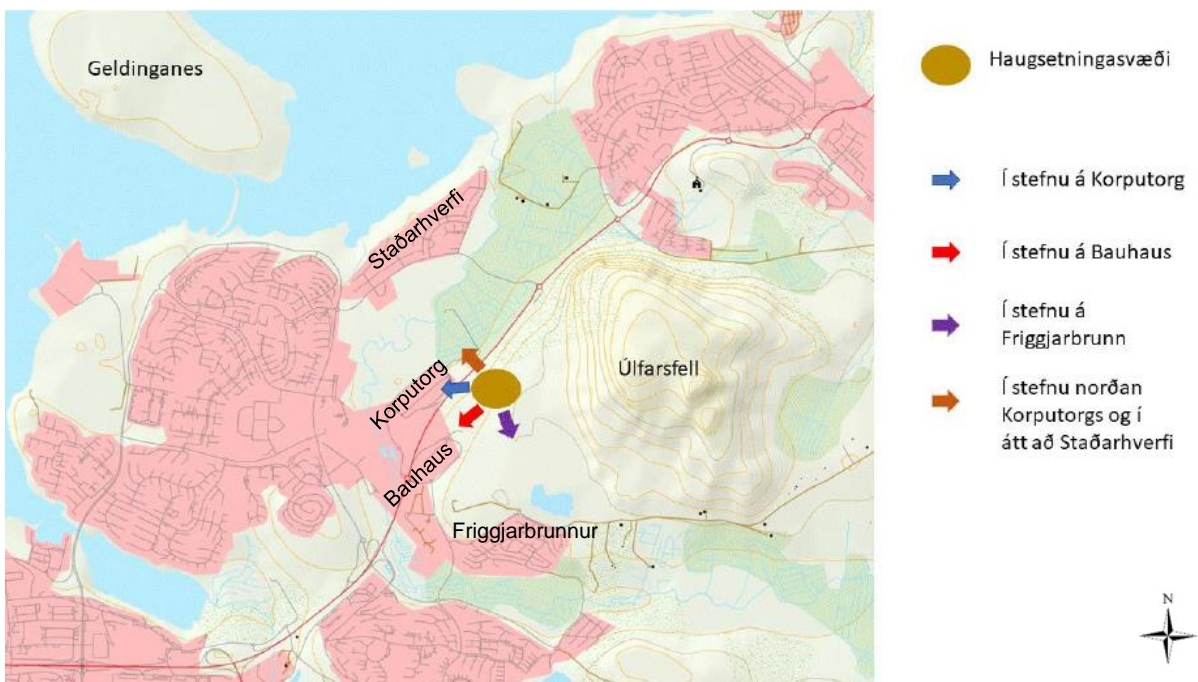 Geldinganes
Staðarhverfi
Korputorg
Úlfarsfell
Bauhaus
Friggjarbrunnur
Haugsetningasvæði
Í stefnu á Korputorg
Í stefnu á Bauhaus
Í stefnu á
Friggjarbrunn
Í stefnu norðan
Korputorgs og í
átt að Staðarhverfi
N